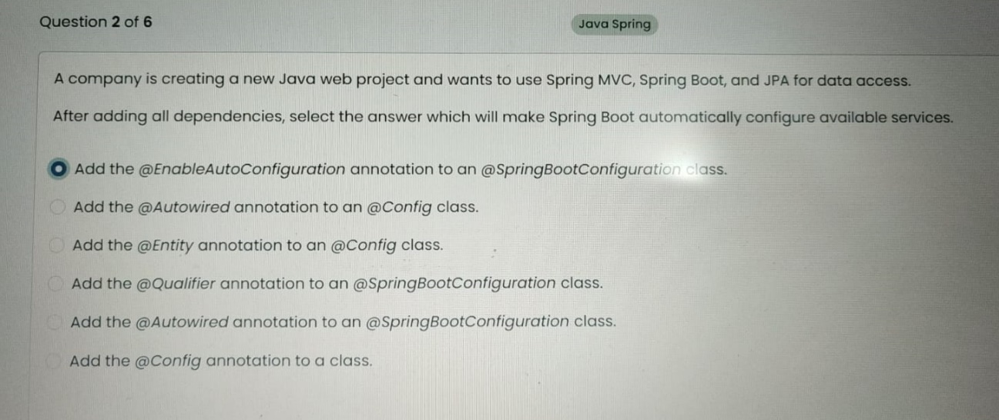 Question 2 of 6
Java Spring
A company is creating a new Java web project and wants to use Spring MVC, Spring Boot, and JPA for data access.
After adding all dependencies, select the answer which will make Spring Boot automatically configure available services.
Add the @EnableAutoConfiguration annotation to an @SpringBootConfiguration class.
Add the @Autowired annotation to an @Config class.
Add the @Entity annotation to an @Config class.
Add the @Qualifier annotation to an @SpringBootConfiguration class.
Add the @Autowired annotation to an @SpringBootConfiguration class.
Add the @Config annotation to a class.